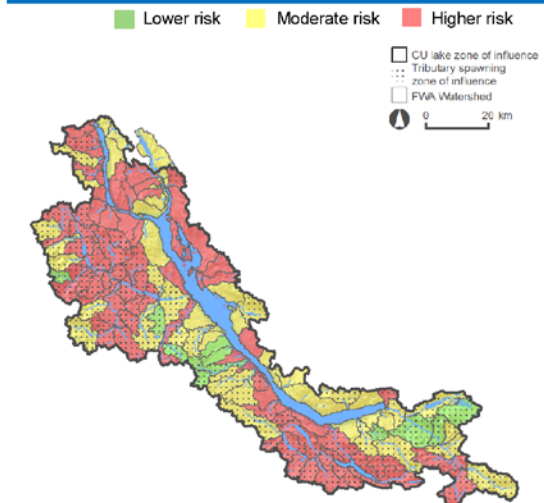 Lower risk Moderate risk Higher risk
CU lake zone of influence
Tributary spawning
zone of influence
FWA Watershed
0 20 km